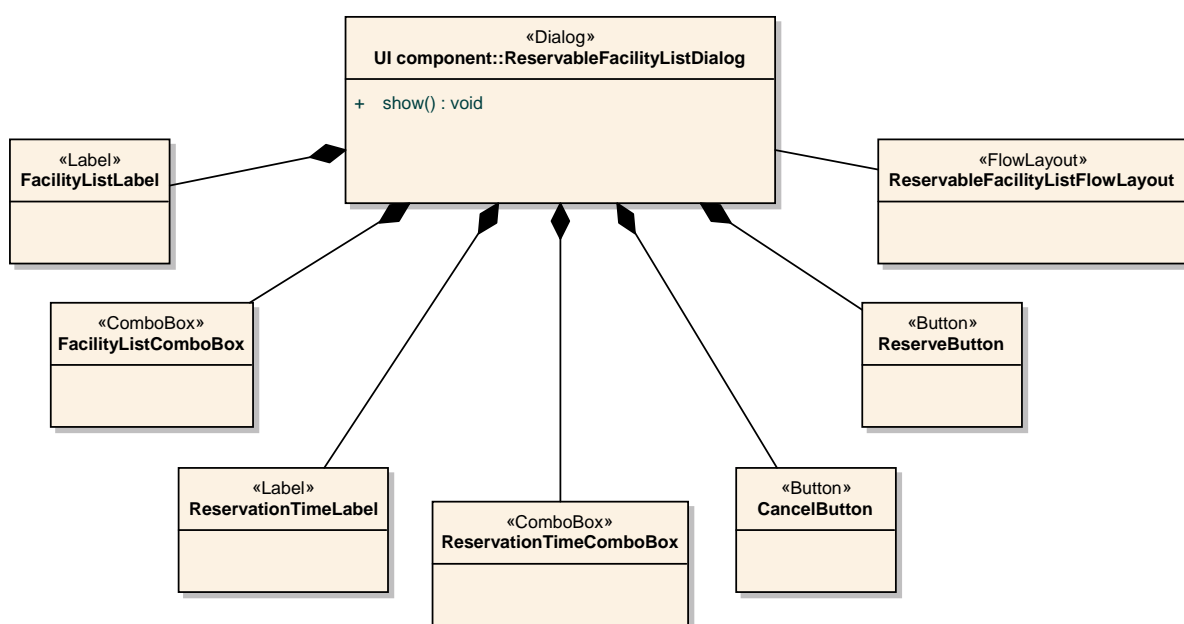 «Dialog»
UI component::ReservableFacilityListDialog
+ show() : void
«Label»
FacilityListLabel
«FlowLayout»
ReservableFacilityListFlowLayout
«ComboBox»
FacilityListComboBox
«Button»
ReserveButton
«Label»
ReservationTimeLabel
«ComboBox»
ReservationTimeComboBox
«Button»
CancelButton